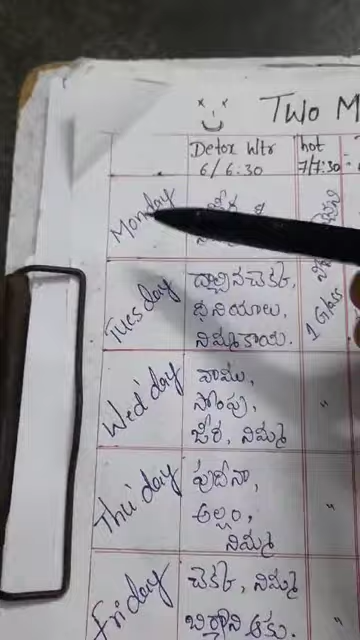 Two M
Detox Wtr hot
6/6:30 7/7:30 -
Monday
Tuesday దాల్చినచెక్క,
ధనియాలు,
నిమ్మకాయ.
1 Glass
Wed'day వాము,
సోంపు, "
జీర, నిమ్మ
Thu'day పుదీనా,
అల్లం, "
నిమ్మ
Friday చెక్క, నిమ్మ
బిర్యాని ఆకు,